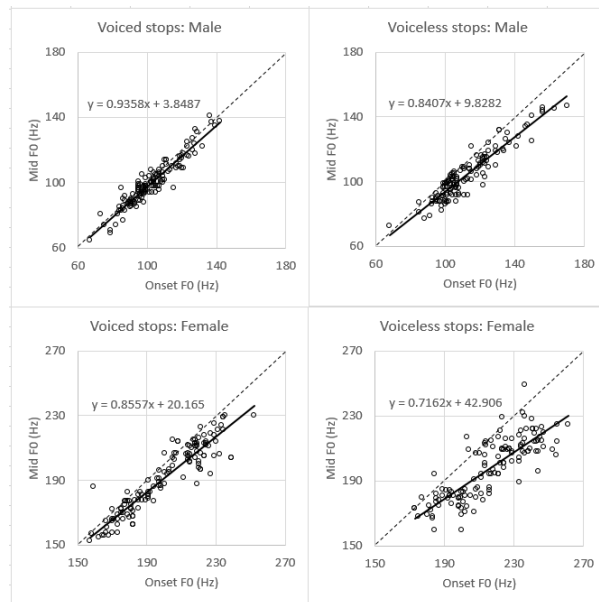 Voiced stops: Male
180
140
100
60
Mid F0 (Hz)
y = 0.9358x + 3.8487
60 100 140 180
Onset F0 (Hz)
Voiceless stops: Male
180
140
100
60
Mid F0 (Hz)
y = 0.8407x + 9.8282
60 100 140 180
Onset F0 (Hz)
Voiced stops: Female
270
230
190
150
Mid F0 (Hz)
y = 0.8557x + 20.165
150 190 230 270
Onset F0 (Hz)
Voiceless stops: Female
270
230
190
150
Mid F0 (Hz)
y = 0.7162x + 42.906
150 190 230 270
Onset F0 (Hz)